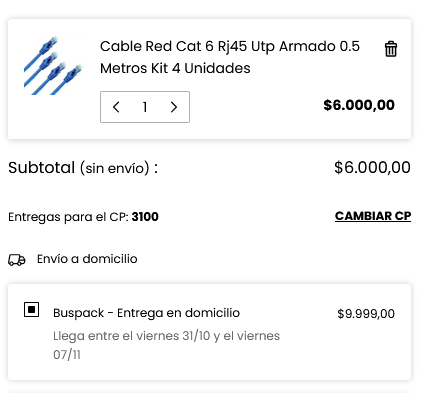 Cable Red Cat 6 Rj45 Utp Armado 0.5
Metros Kit 4 Unidades
1
$6.000,00
Subtotal (sin envío) :
$6.000,00
Entregas para el CP: 3100
CAMBIAR CP
Envío a domicilio
Buspack - Entrega en domicilio
$9.999,00
Llega entre el viernes 31/10 y el viernes
07/11